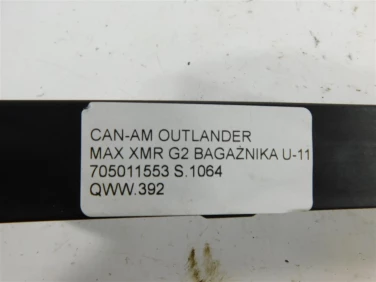 CAN-AM OUTLANDER
MAX XMR G2 BAGAŻNIKA U-11
705011553 S.1064
QWW.392